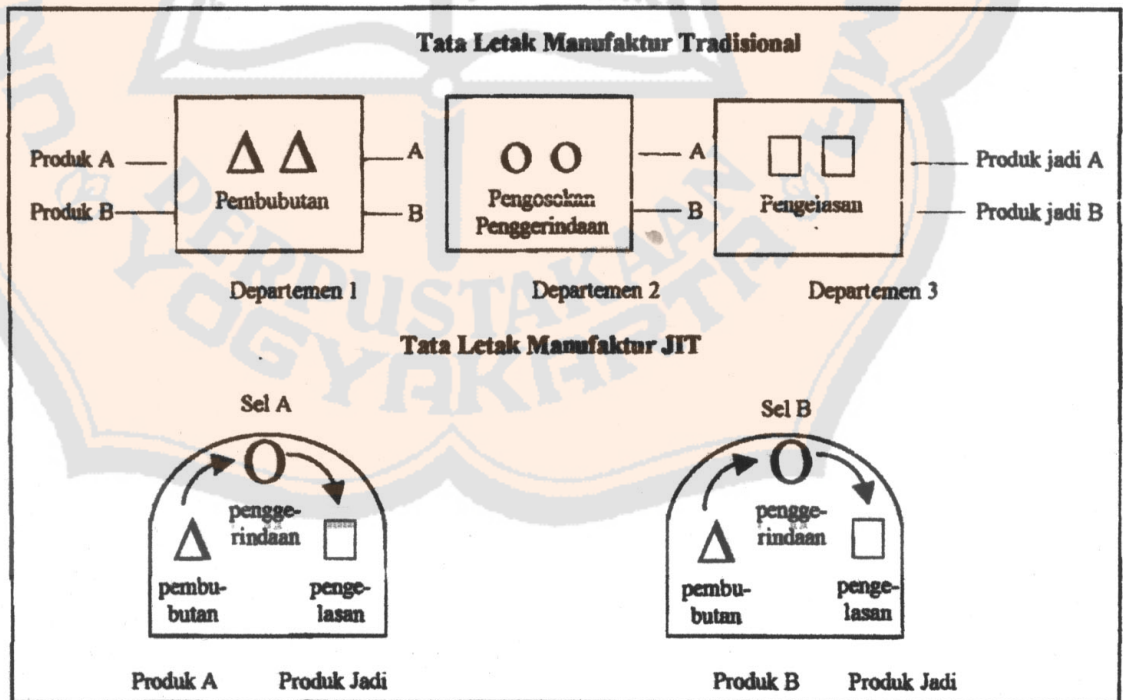 Tata Letak Manufaktur Tradisional
Produk A
Produk B
Pembubutan
A
B
Pengosokan
Penggerindaan
A
B
Pengelasan
Produk jadi A
Produk jadi B
Departemen 1
Departemen 2
Departemen 3
Tata Letak Manufaktur JIT
Sel A
pengge-
rindaan
pembu-
butan
penge-
lasan
Produk A
Produk Jadi
Sel B
pengge-
rindaan
pembu-
butan
penge-
lasan
Produk B
Produk Jadi
PERPUSTAKAAN
YOGYAKARTA